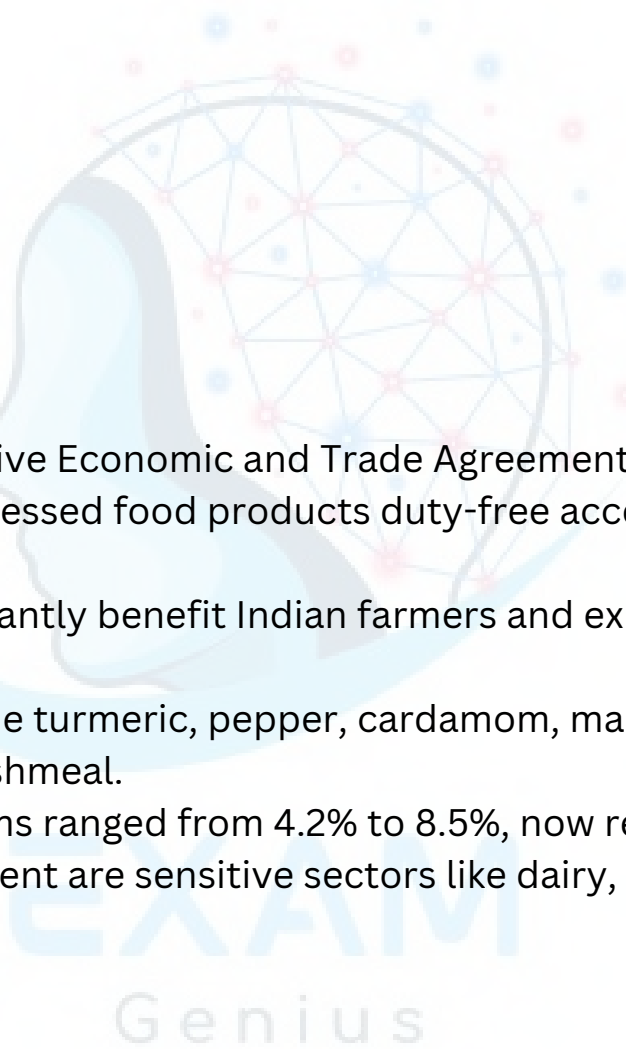 ive Economic and Trade Agreement
essed food products duty-free acce
antly benefit Indian farmers and ex
e turmeric, pepper, cardamom, ma
shmeal.
ns ranged from 4.2% to 8.5%, now re
ent are sensitive sectors like dairy,
EXAM
Genius